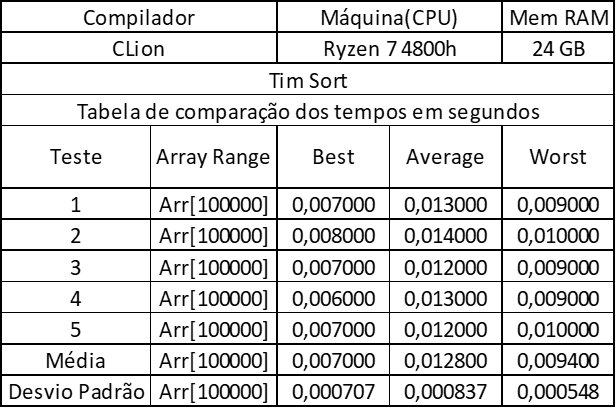 Compilador Máquina(CPU) Mem RAM
CLion Ryzen 7 4800h 24 GB
Tim Sort
Tabela de comparação dos tempos em segundos
Teste Array Range Best Average Worst
1 Arr[100000] 0,007000 0,013000 0,009000
2 Arr[100000] 0,008000 0,014000 0,010000
3 Arr[100000] 0,007000 0,012000 0,009000
4 Arr[100000] 0,006000 0,013000 0,009000
5 Arr[100000] 0,007000 0,012000 0,010000
Média Arr[100000] 0,007000 0,012800 0,009400
Desvio Padrão Arr[100000] 0,000707 0,000837 0,000548